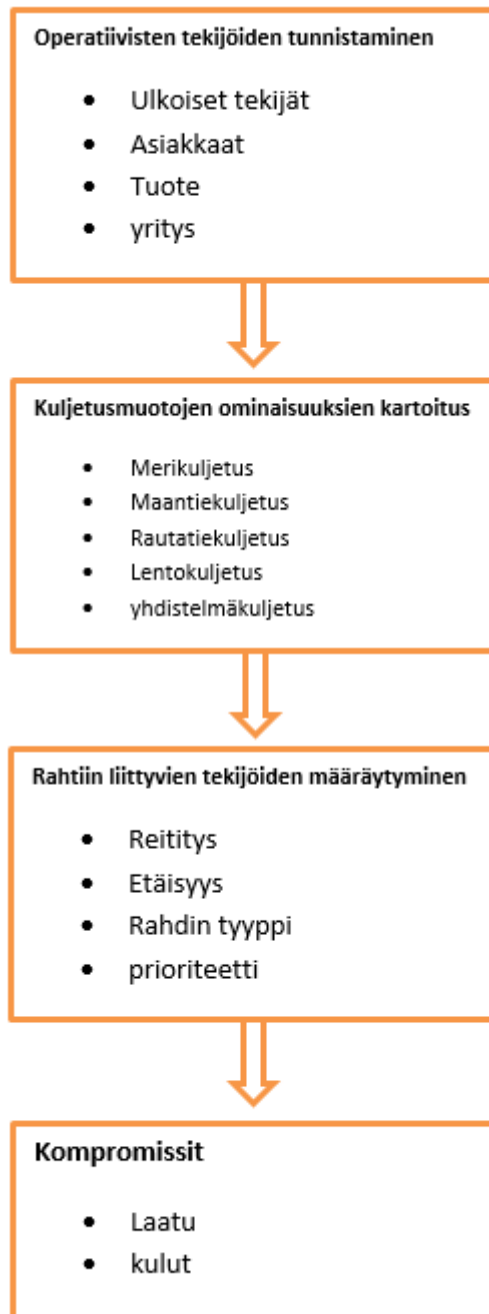 Operatiivisten tekijöiden tunnistaminen
• Ulkoiset tekijät
• Asiakkaat
• Tuote
• yritys
Kuljetusmuotojen ominaisuuksien kartoitus
• Merikuljetus
• Maantiekuljetus
• Rautatiekuljetus
• Lentokuljetus
• yhdistelmäkuljetus
Rahtiin liittyvien tekijöiden määräytyminen
• Reititys
• Etäisyys
• Rahdin tyyppi
• prioriteetti
Kompromissit
• Laatu
• kulut